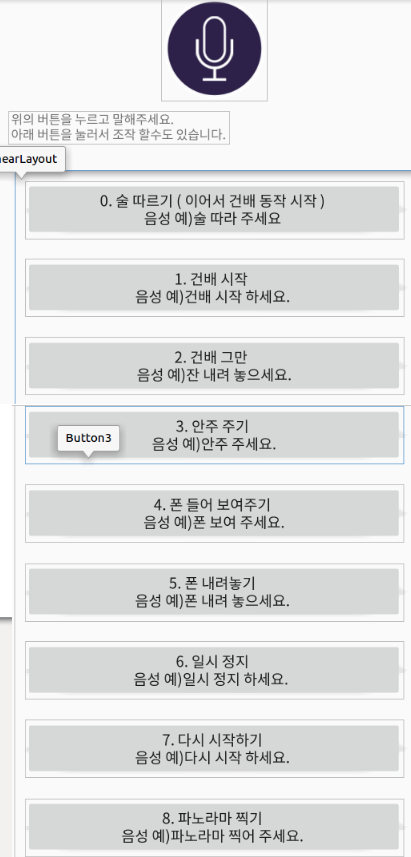 위의 버튼을 누르고 말해주세요.
아래 버튼을 눌러서 조작 할수도 있습니다.
earLayout
0. 술 따르기 ( 이어서 건배 동작 시작 )
음성 예)술 따라 주세요
1. 건배 시작
음성 예)건배 시작 하세요.
2. 건배 그만
음성 예)잔 내려 놓으세요.
3. 안주 주기
음성 예)안주 주세요.
Button3
4. 폰 들어 보여주기
음성 예)폰 보여 주세요.
5. 폰 내려놓기
음성 예)폰 내려 놓으세요.
6. 일시 정지
음성 예)일시 정지 하세요.
7. 다시 시작하기
음성 예)다시 시작 하세요.
8. 파노라마 찍기
음성 예)파노라마 찍어 주세요.